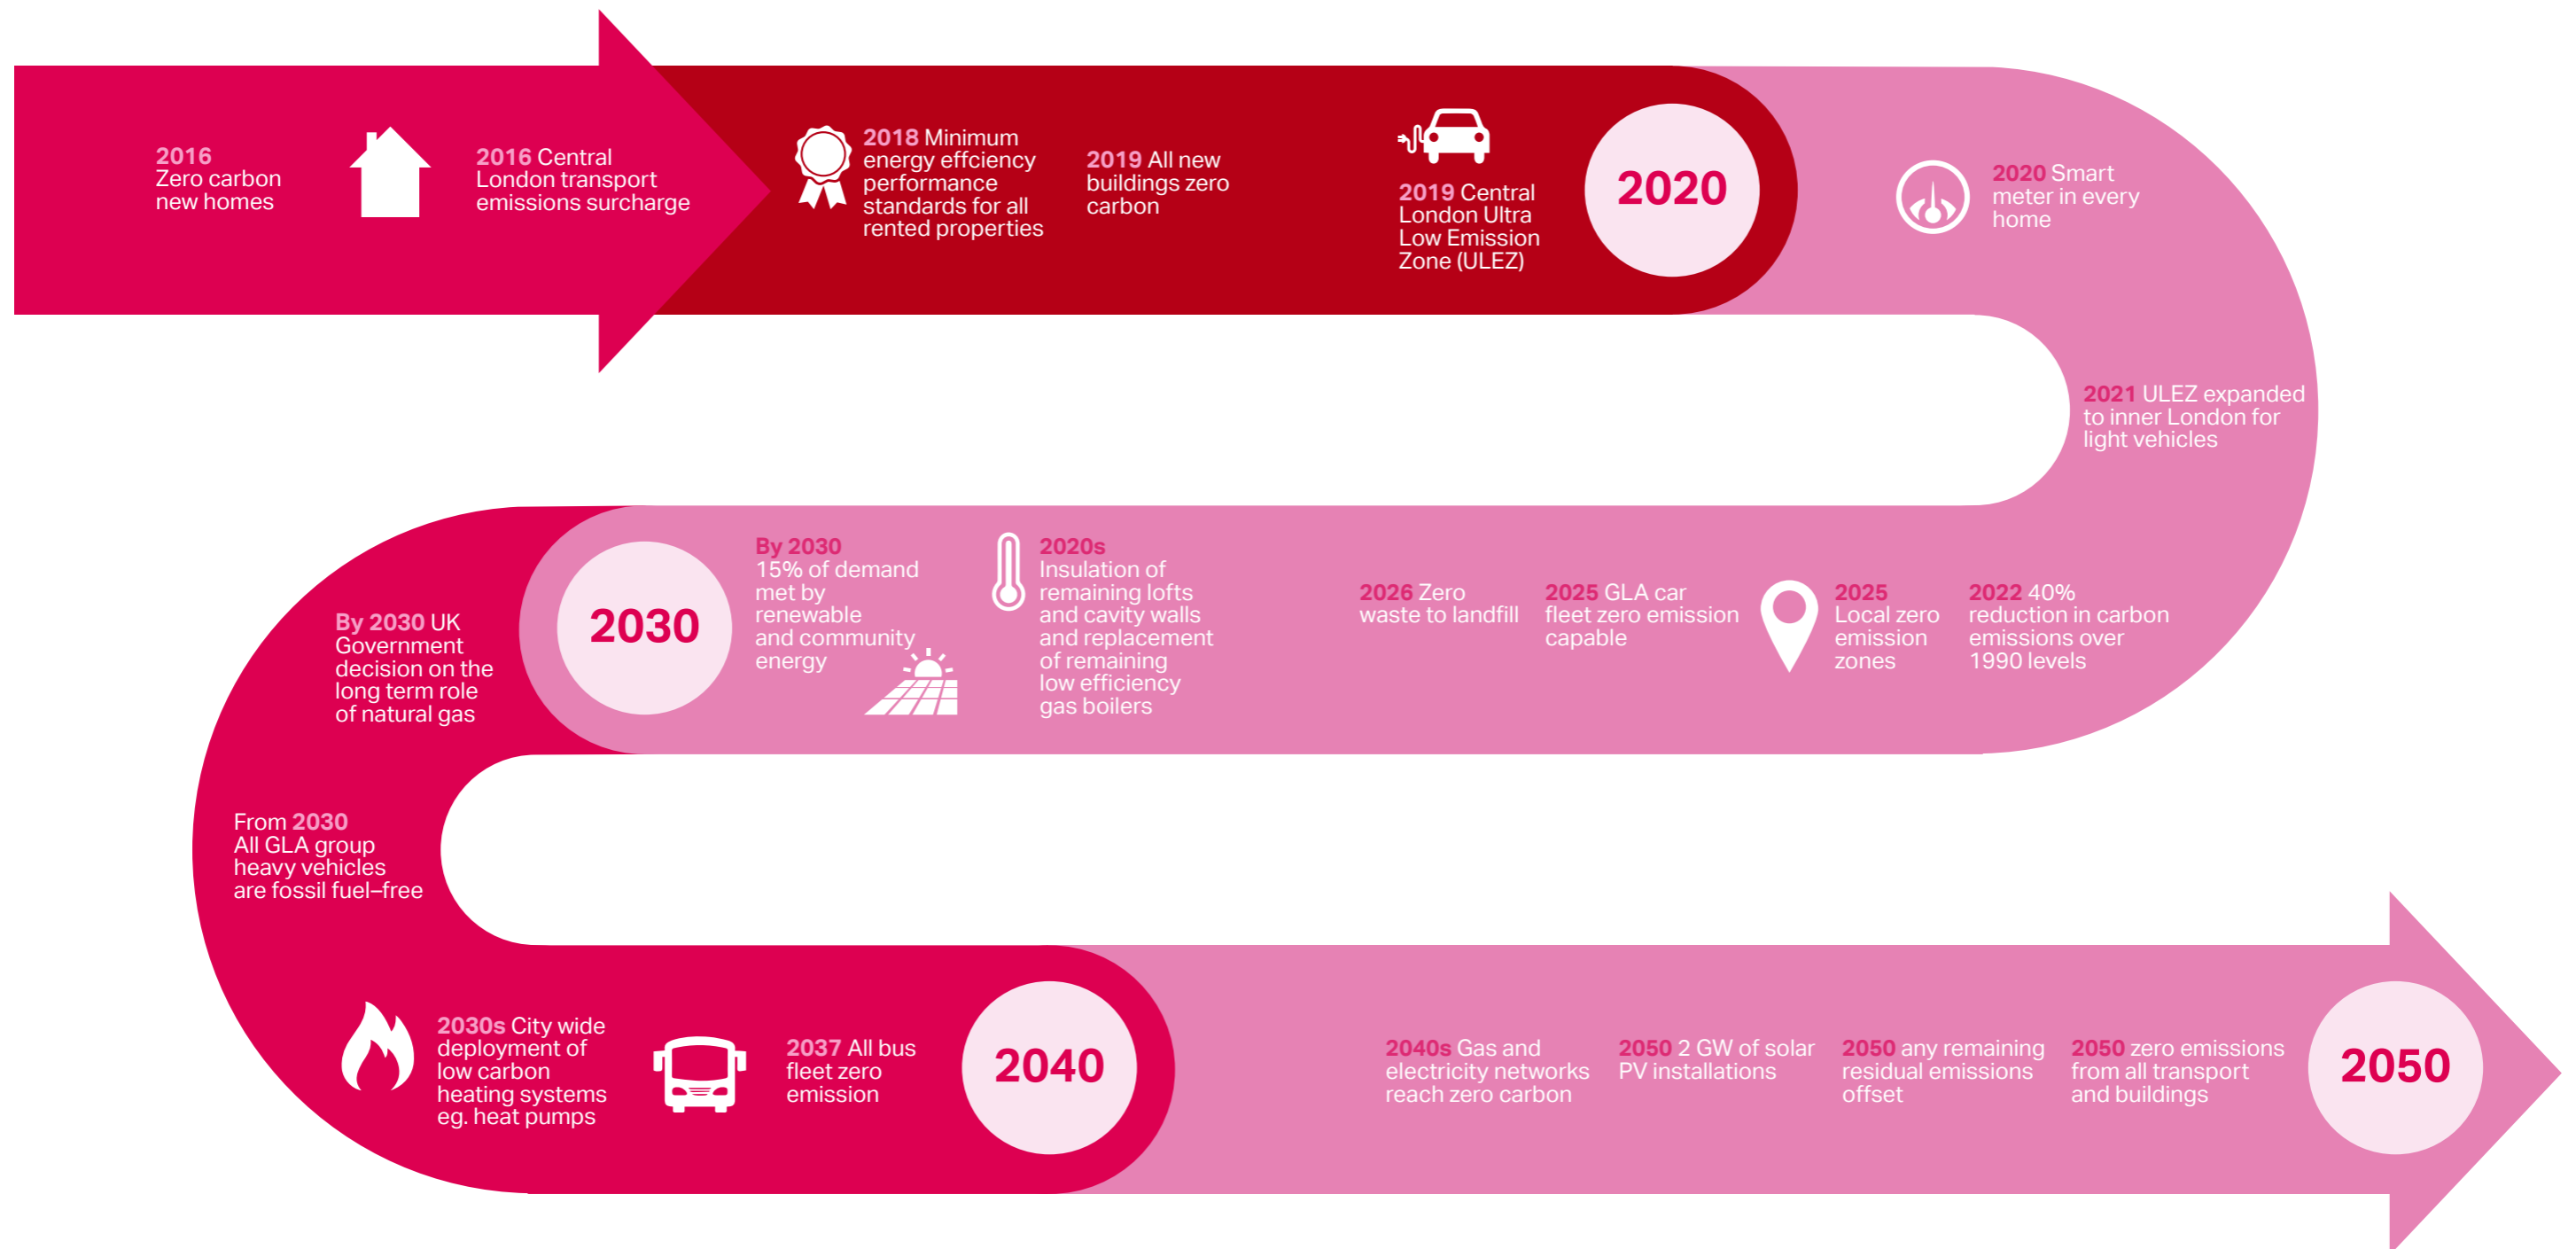 2016
Zero carbon
new homes
2016 Central
London transport
emissions surcharge
2018 Minimum
energy effciency
performance
standards for all
rented properties
2019 All new
buildings zero
carbon
2019 Central
London Ultra
Low Emission
Zone (ULEZ)
2020
2020 Smart
meter in every
home
2021 ULEZ expanded
to inner London for
light vehicles
2022 40%
reduction in carbon
emissions over
1990 levels
2025
Local zero
emission
zones
2025 GLA car
fleet zero emission
capable
2026 Zero
waste to landfill
2020s
Insulation of
remaining lofts
and cavity walls
and replacement
of remaining
low efficiency
gas boilers
By 2030
15% of demand
met by
renewable
and community
energy
2030
By 2030 UK
Government
decision on the
long term role
of natural gas
From 2030
All GLA group
heavy vehicles
are fossil fuel–free
2030s City wide
deployment of
low carbon
heating systems
eg. heat pumps
2037 All bus
fleet zero
emission
2040
2040s Gas and
electricity networks
reach zero carbon
2050 2 GW of solar
PV installations
2050 any remaining
residual emissions
offset
2050 zero emissions
from all transport
and buildings
2050